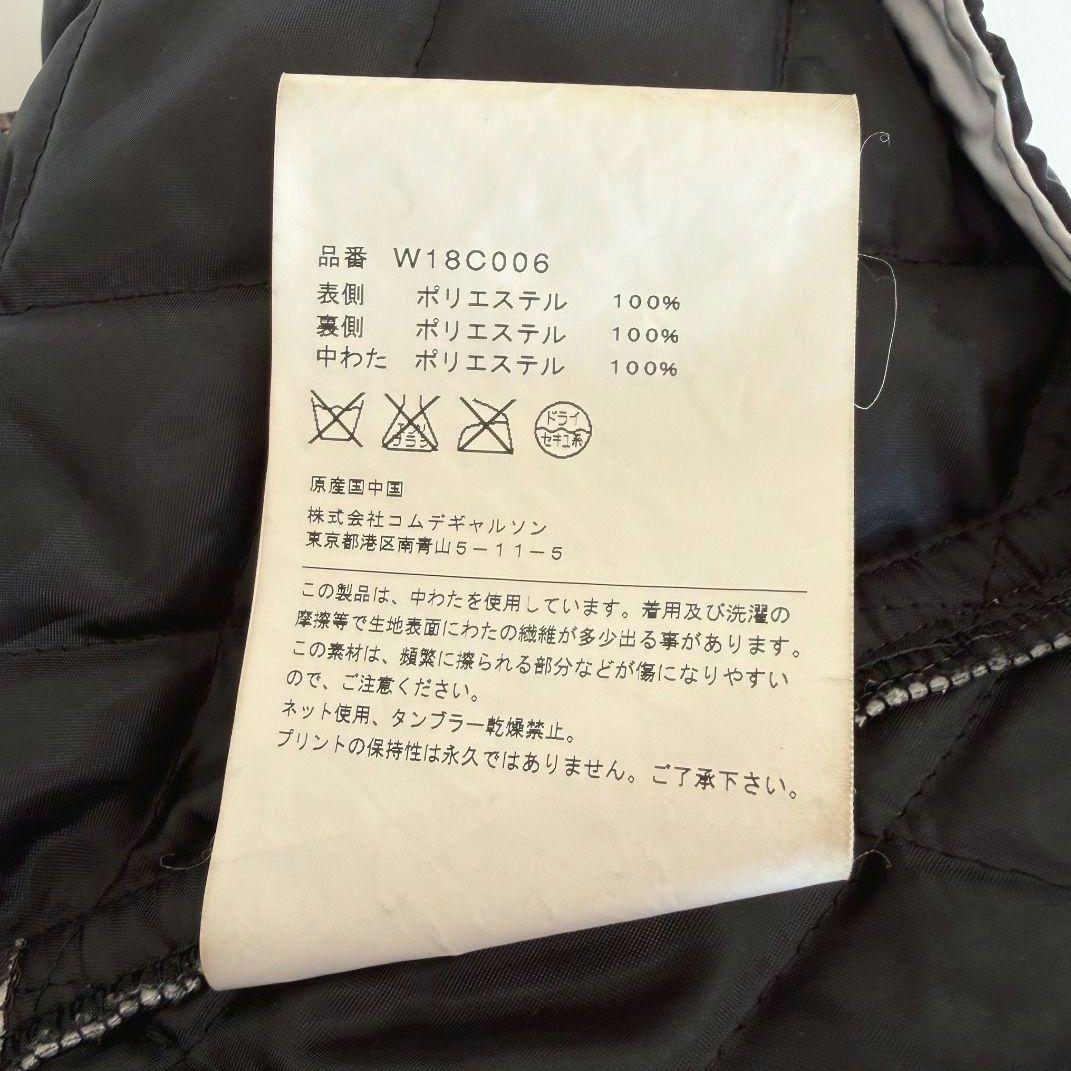 品番 W18C006
表側 ポリエステル 100%
裏側 ポリエステル 100%
中わた ポリエステル 100%
エンソ
サラシ
ドライ
セキユ系
原産国中国
株式会社コムデギャルソン
東京都港区南青山5-11-5
この製品は、中わたを使用しています。着用及び洗濯の
摩擦等で生地表面にわたの繊維が多少出る事があります。
この素材は、頻繁に擦られる部分などが傷になりやすい
ので、ご注意ください。
ネット使用、タンブラー乾燥禁止。
プリントの保持性は永久ではありません。ご了承下さい。